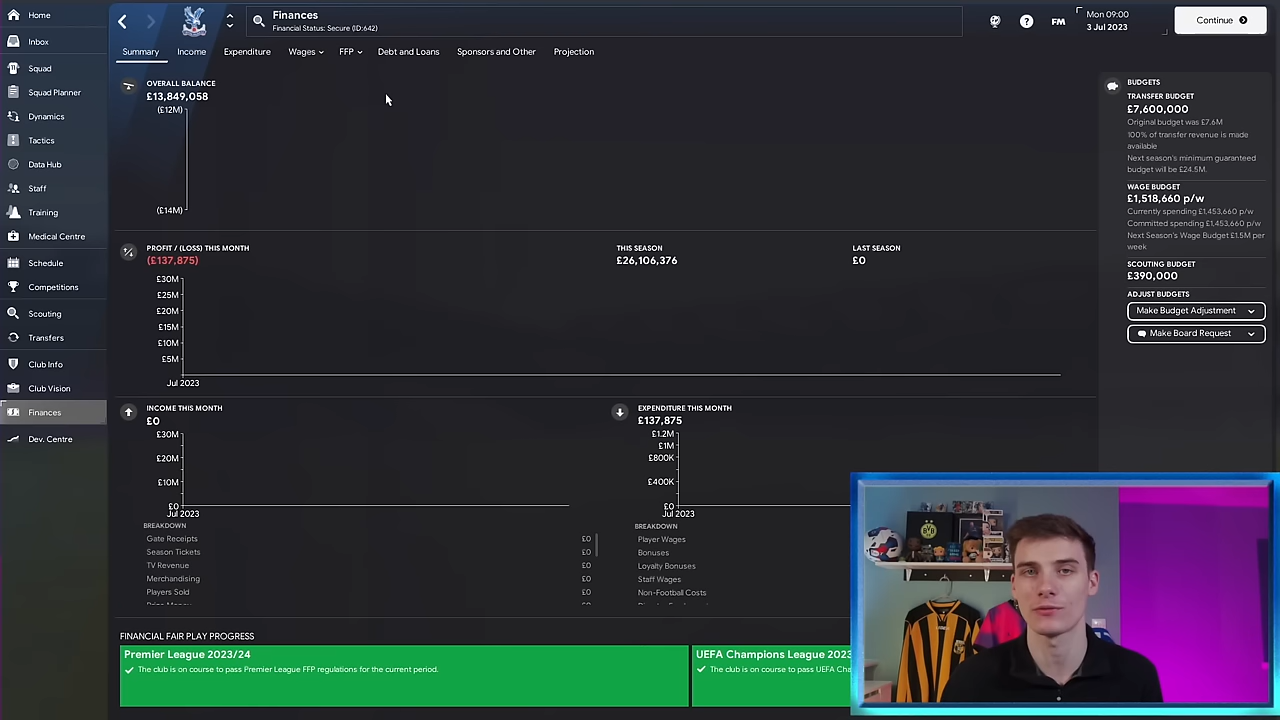 Home
Inbox
Squad
Squad Planner
Dynamics
Tactics
Data Hub
Staff
Training
Medical Centre
Schedule
Competitions
Scouting
Transfers
Club Info
Club Vision
Finances
Dev. Centre
Finances
Financial Status: Secure (ID:642)
FM
Mon 09:00
3 Jul 2023
Continue
Summary
Income
Expenditure
Wages
FFP
Debt and Loans
Sponsors and Other
Projection
OVERALL BALANCE
£13,849,058
(£12M)
(£14M)
PROFIT / (LOSS) THIS MONTH
(£137,875)
THIS SEASON
£26,106,376
LAST SEASON
£0
£30M
£25M
£20M
£15M
£10M
£5M
Jul 2023
INCOME THIS MONTH
£0
£30M
£20M
£10M
£0
Jul 2023
BREAKDOWN
Gate Receipts £0
Season Tickets £0
TV Revenue £0
Merchandising £0
Players Sold £0
EXPENDITURE THIS MONTH
£137,875
£1.2M
£1M
£800K
£400K
£0
Jul 2023
BREAKDOWN
Player Wages
Bonuses
Loyalty Bonuses
Staff Wages
Non-Football Costs
FINANCIAL FAIR PLAY PROGRESS
Premier League 2023/24
The club is on course to pass Premier League FFP regulations for the current period.
UEFA Champions League 2023
The club is on course to pass UEFA Cha
BUDGETS
TRANSFER BUDGET
£7,600,000
Original budget was £7.6M
100% of transfer revenue is made
available
Next season's minimum guaranteed
budget will be £24.5M.
WAGE BUDGET
£1,518,660 p/w
Currently spending £1,453,660 p/w
Committed spending £1,453,660 p/w
Next Season's Wage Budget £1.5M per
week
SCOUTING BUDGET
£390,000
ADJUST BUDGETS
Make Budget Adjustment
Make Board Request
BVB